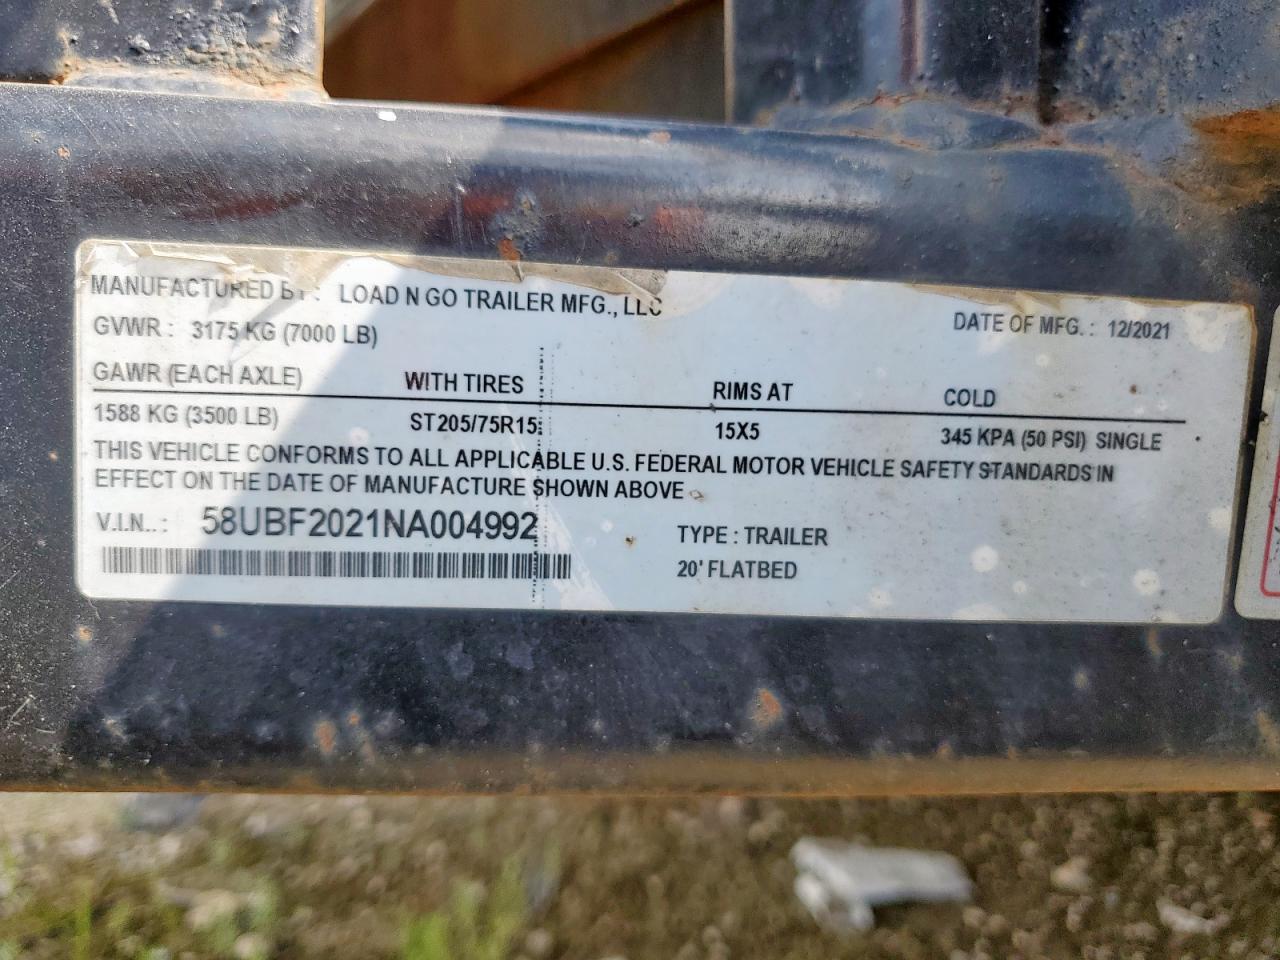 MANUFACTURED BY : LOAD N GO TRAILER MFG., LLC
GVWR : 3175 KG (7000 LB) DATE OF MFG. : 12/2021
GAWR (EACH AXLE) WITH TIRES RIMS AT COLD
1588 KG (3500 LB) ST205/75R15 15X5 345 KPA (50 PSI) SINGLE
THIS VEHICLE CONFORMS TO ALL APPLICABLE U.S. FEDERAL MOTOR VEHICLE SAFETY STANDARDS IN
EFFECT ON THE DATE OF MANUFACTURE SHOWN ABOVE
V.I.N..: 58UBF2021NA004992 TYPE : TRAILER
20' FLATBED